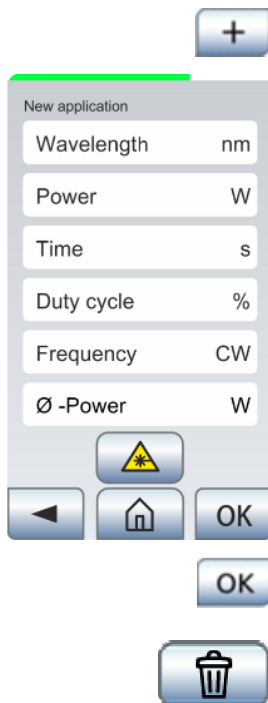 +
New application
Wavelength nm
Power W
Time s
Duty cycle %
Frequency CW
Ø -Power W
OK
OK